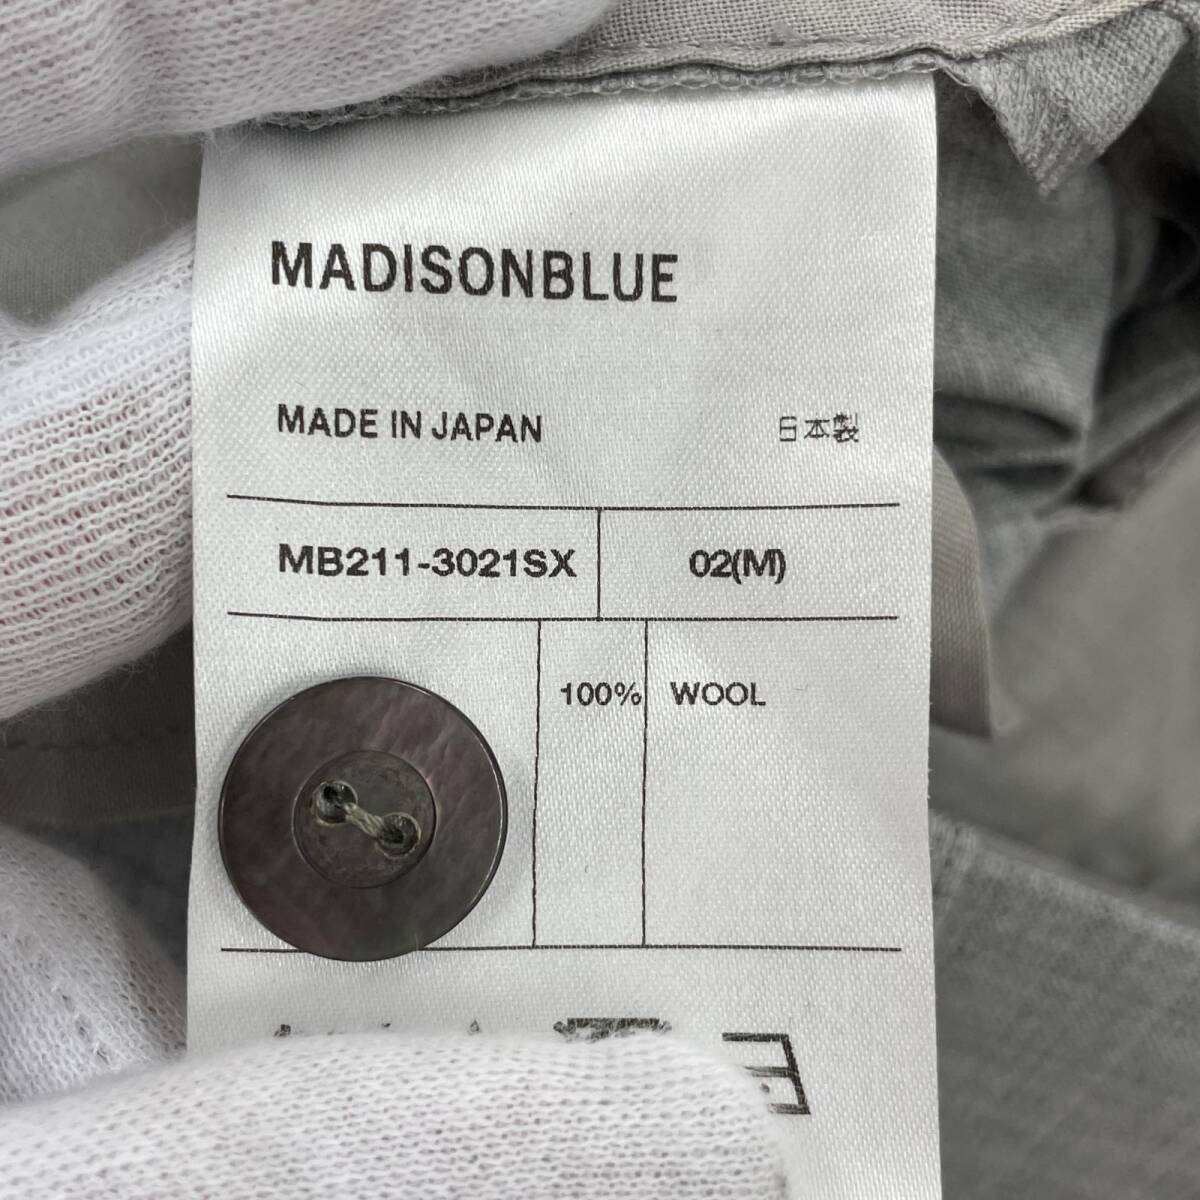 MADISONBLUE
MADE IN JAPAN 日本製
MB211-3021SX 02(M)
100% WOOL